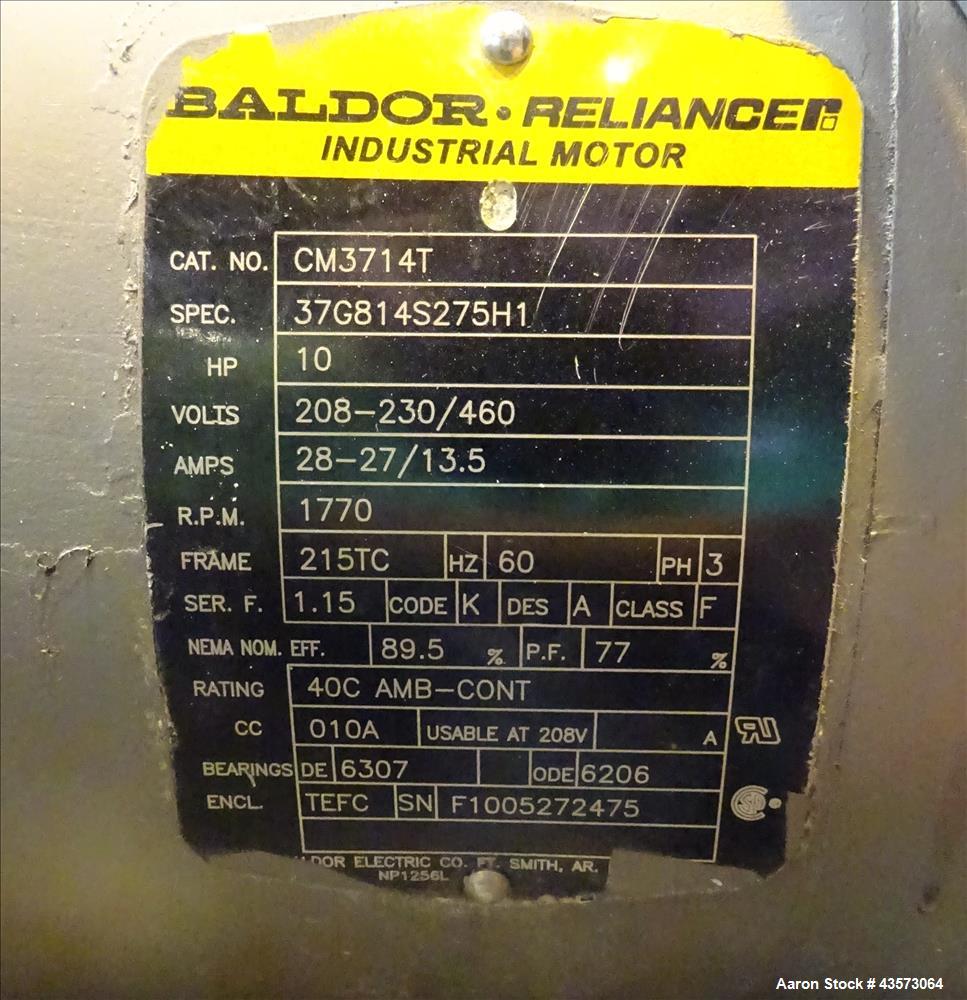 BALDOR • RELIANCER
INDUSTRIAL MOTOR
CAT. NO. CM3714T
SPEC. 37G814S275H1
HP 10
VOLTS 208-230/460
AMPS 28-27/13.5
R.P.M. 1770
FRAME 215TC HZ 60 PH 3
SER. F. 1.15 CODE K DES A CLASS F
NEMA NOM. EFF. 89.5 % P.F. 77 %
RATING 40C AMB-CONT
CC 010A USABLE AT 208V A
BEARINGS DE 6307 ODE 6206
ENCL. TEFC SN F1005272475
DOR ELECTRIC CO. FT. SMITH, AR.
NP1256L
Aaron Stock # 43573064